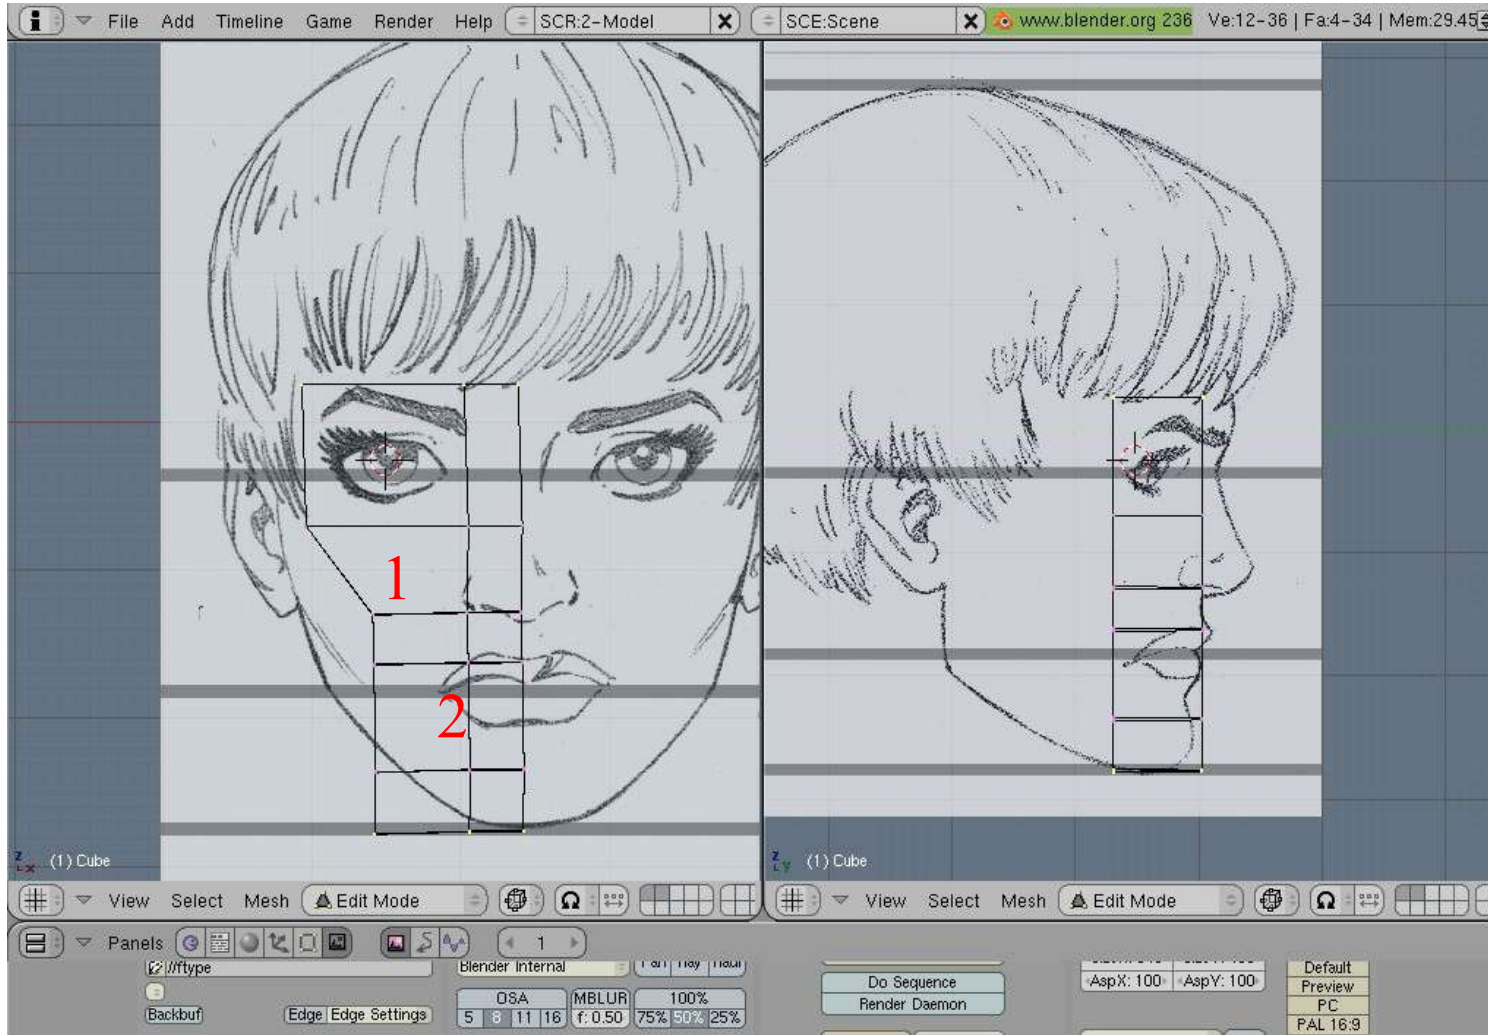 File Add Timeline Game Render Help SCR:2-Model X SCE:Scene X www.blender.org 236 Ve:12-36 | Fa:4-34 | Mem:29.45
1
2
z x (1) Cube
z y (1) Cube
View Select Mesh Edit Mode
View Select Mesh Edit Mode
Panels 1
//ftype
Blender Internal
Backbuf
Edge Edge Settings
OSA
5 8 11 16
MBLUR
f: 0.50
100%
75% 50% 25%
Do Sequence
Render Daemon
AspX: 100 AspY: 100
Default
Preview
PC
PAL 16:9